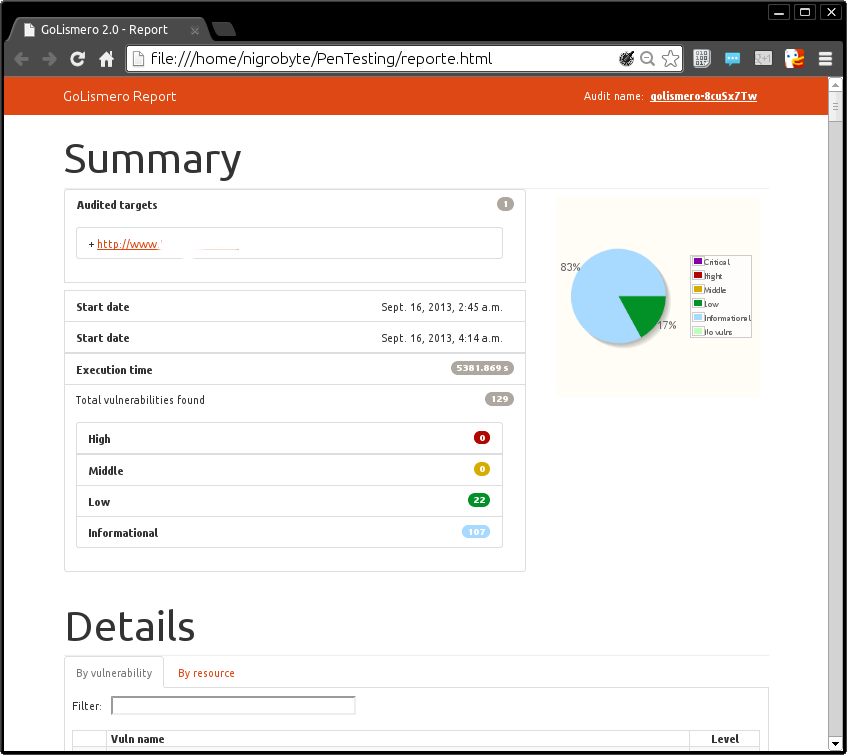 GoLismero 2.0 - Report
file:///home/nigrobyte/PenTesting/reporte.html
GoLismero Report
Audit name: golismero-8cuSx7Tw
Summary
Audited targets 1
+ http://www.
Start date Sept. 16, 2013, 2:45 a.m.
Start date Sept. 16, 2013, 4:14 a.m.
Execution time 5381.869 s
Total vulnerabilities found 129
High 0
Middle 0
Low 22
Informational 107
83%
17%
Critical
Hight
Middle
Low
Informational
No vulns
Details
By vulnerability By resource
Filter:
Vuln name Level